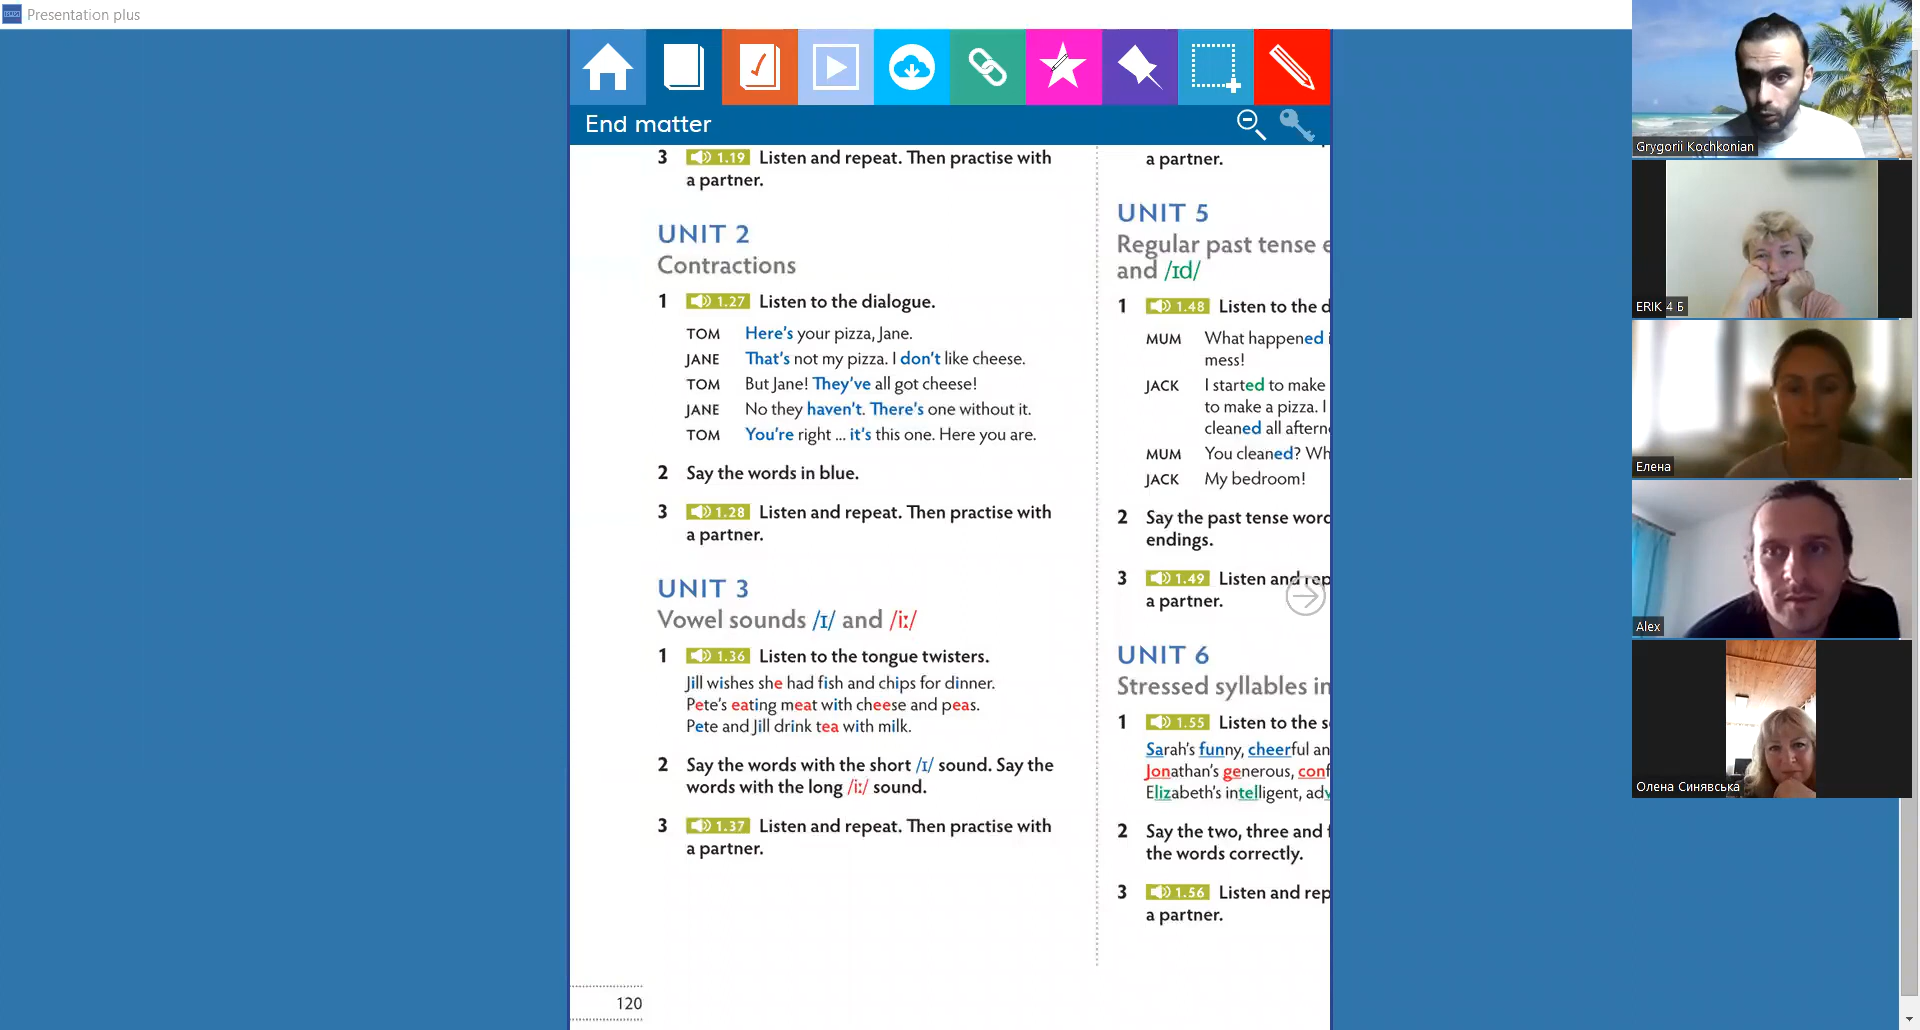 Presentation plus
End matter
3 1.19 Listen and repeat. Then practise with
a partner.
UNIT 2
Contractions
1 1.27 Listen to the dialogue.
TOM Here's your pizza, Jane.
JANE That's not my pizza. I don't like cheese.
TOM But Jane! They've all got cheese!
JANE No they haven't. There's one without it.
TOM You're right ... it's this one. Here you are.
2 Say the words in blue.
3 1.28 Listen and repeat. Then practise with
a partner.
UNIT 3
Vowel sounds /ɪ/ and /iː/
1 1.36 Listen to the tongue twisters.
Jill wishes she had fish and chips for dinner.
Pete's eating meat with cheese and peas.
Pete and Jill drink tea with milk.
2 Say the words with the short /ɪ/ sound. Say the
words with the long /iː/ sound.
3 1.37 Listen and repeat. Then practise with
a partner.
120
a partner.
UNIT 5
Regular past tense
and /ɪd/
1 1.48 Listen to the
MUM What happened
mess!
JACK I started to make
to make a pizza. I
cleaned all
MUM You cleaned?
JACK My bedroom!
2 Say the past tense
endings.
3 1.49 Listen and
a partner.
UNIT 6
Stressed syllables in
1 1.55 Listen to the
Sarah's funny, cheerful
Jonathan's generous,
Elizabeth's intelligent,
2 Say the two, three and
the words correctly.
3 1.56 Listen and
a partner.
Grygorii Kochkonian
ERIK 4 Б
Елена
Alex
Олена Синявська